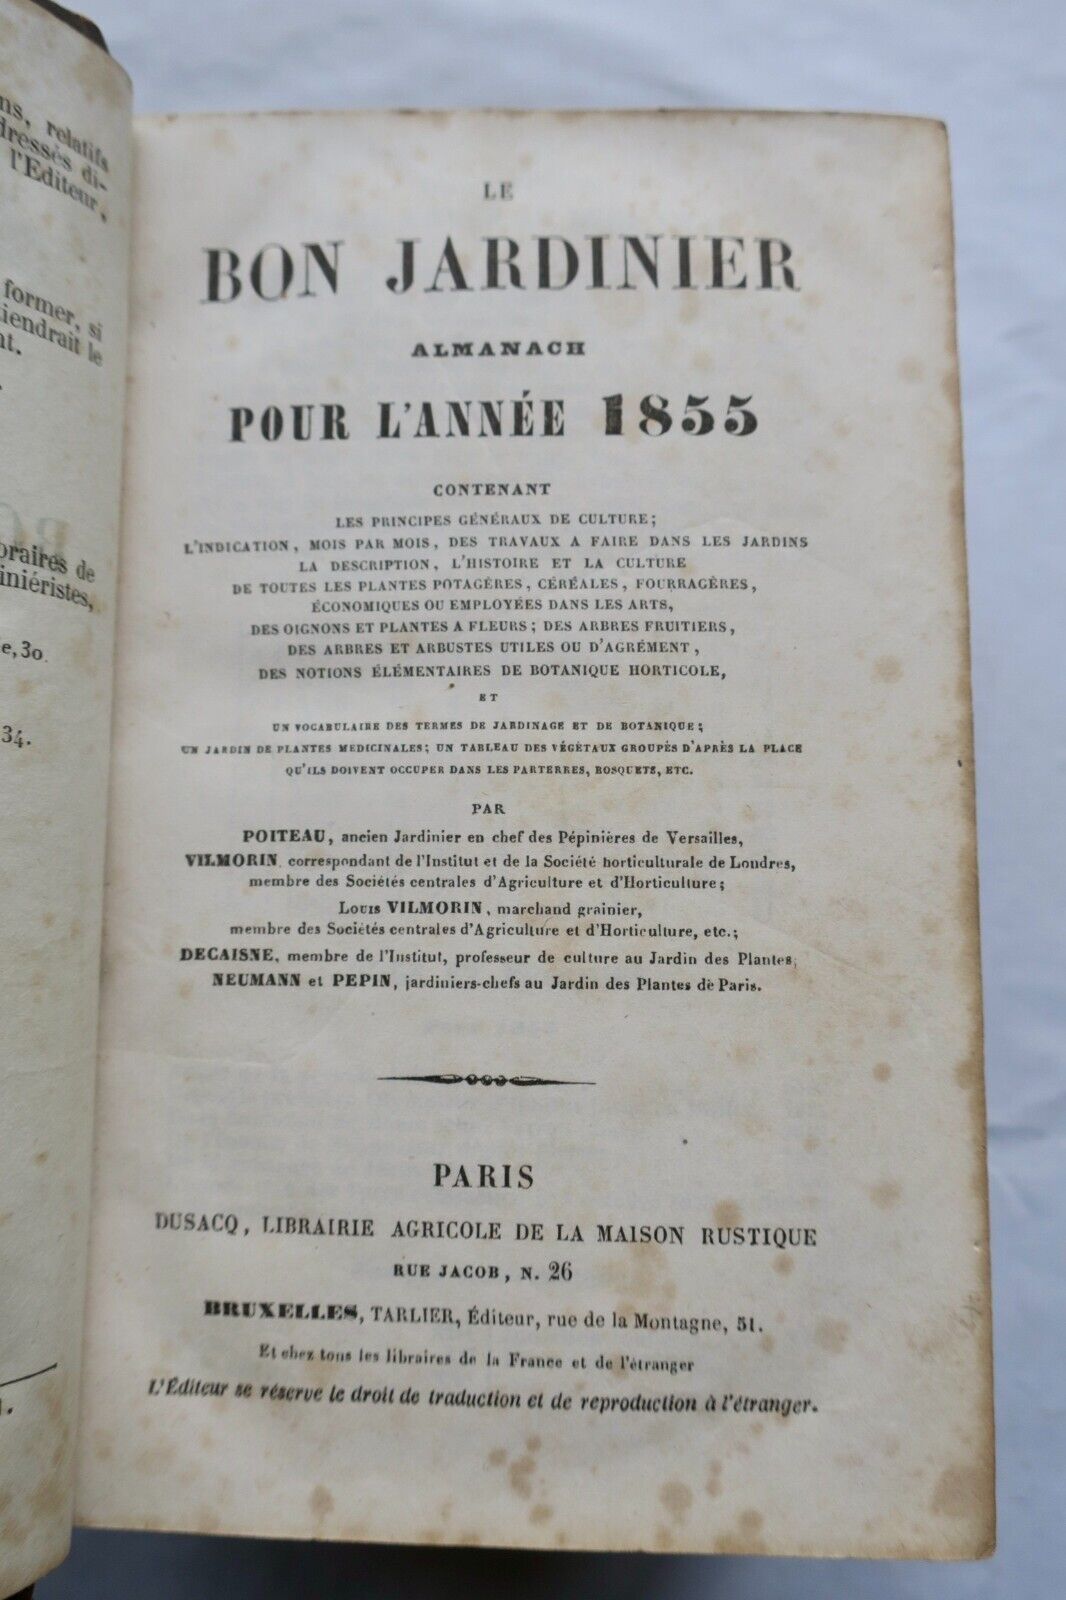 ns, relatifs
dressés di-
l'Editeur,
former, si
tiendrait le
nt.
oraires de
iniéristes,
e, 30.
34.
LE
BON JARDINIER
ALMANACH
POUR L'ANNÉE 1855
CONTENANT
LES PRINCIPES GÉNÉRAUX DE CULTURE;
L'INDICATION, MOIS PAR MOIS, DES TRAVAUX A FAIRE DANS LES JARDINS
LA DESCRIPTION, L'HISTOIRE ET LA CULTURE
DE TOUTES LES PLANTES POTAGÈRES, CÉRÉALES, FOURRAGÈRES,
ÉCONOMIQUES OU EMPLOYÉES DANS LES ARTS,
DES OIGNONS ET PLANTES A FLEURS; DES ARBRES FRUITIERS,
DES ARBRES ET ARBUSTES UTILES OU D'AGRÉMENT,
DES NOTIONS ÉLÉMENTAIRES DE BOTANIQUE HORTICOLE,
ET
UN VOCABULAIRE DES TERMES DE JARDINAGE ET DE BOTANIQUE;
UN JARDIN DE PLANTES MEDICINALES; UN TABLEAU DES VÉGÉTAUX GROUPÉS D'APRÈS LA PLACE
QU'ILS DOIVENT OCCUPER DANS LES PARTERRES, BOSQUETS, ETC.
PAR
POITEAU, ancien Jardinier en chef des Pépinières de Versailles,
VILMORIN, correspondant de l'Institut et de la Société horticulturale de Londres,
membre des Sociétés centrales d'Agriculture et d'Horticulture;
Louis VILMORIN, marchand grainier,
membre des Sociétés centrales d'Agriculture et d'Horticulture, etc.;
DECAISNE, membre de l'Institut, professeur de culture au Jardin des Plantes,
NEUMANN et PEPIN, jardiniers-chefs au Jardin des Plantes de Paris.
PARIS
DUSACQ, LIBRAIRIE AGRICOLE DE LA MAISON RUSTIQUE
RUE JACOB, N. 26
BRUXELLES, TARLIER, Éditeur, rue de la Montagne, 51.
Et chez tous les libraires de la France et de l'étranger
L'Éditeur se réserve le droit de traduction et de reproduction à l'étranger.